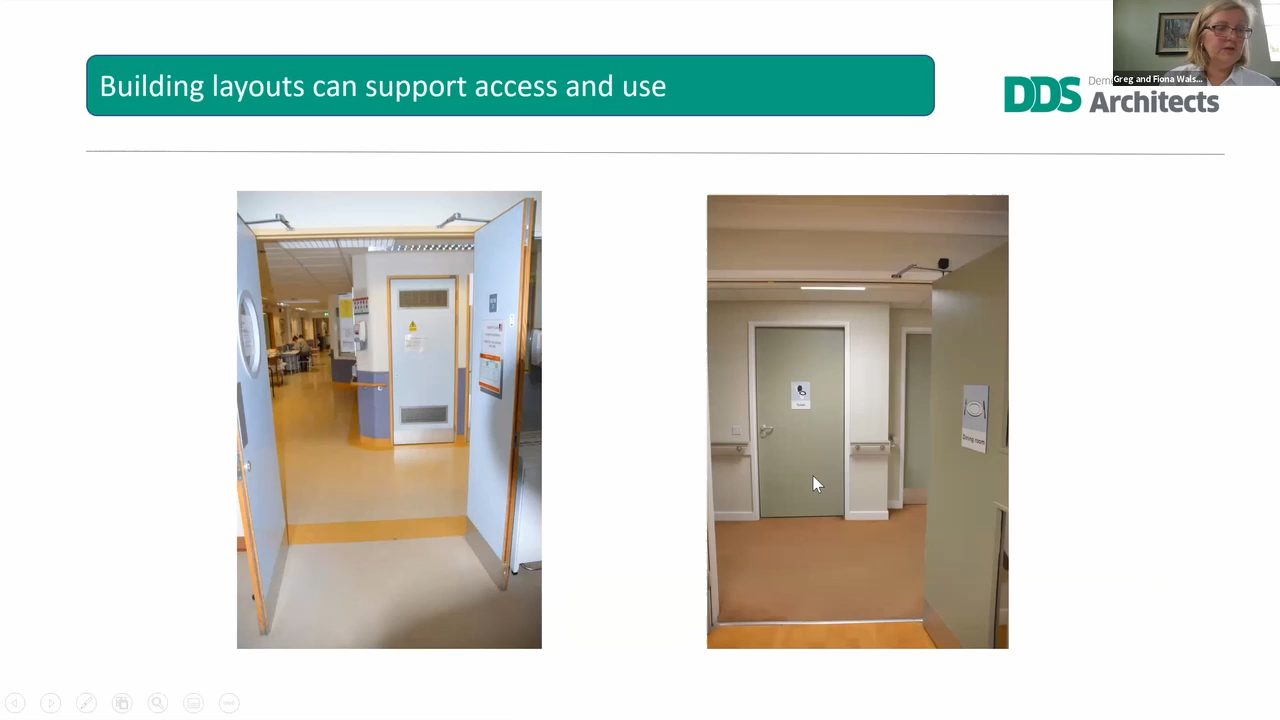 Building layouts can support access and use
DDS
Architects
Greg and Fiona Wals...
Dining room